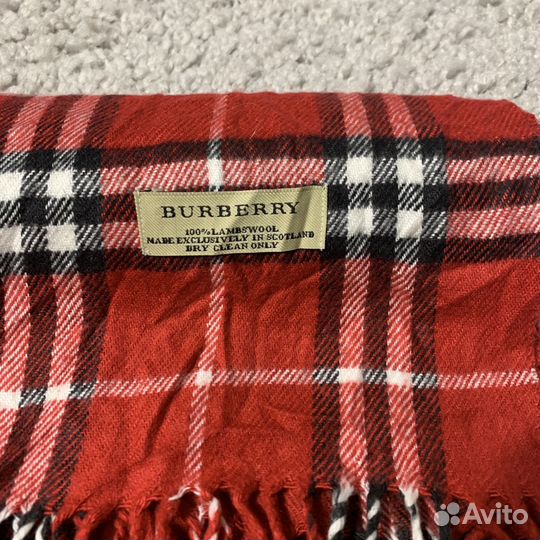 BURBERRY
100% LAMBSWOOL
MADE EXCLUSIVELY IN SCOTLAND
DRY CLEAN ONLY
Avito